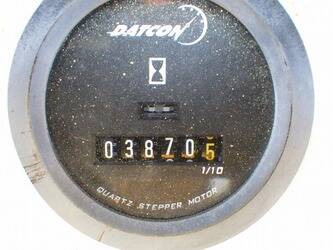 DATCON
038705
1/10
QUARTZ STEPPER MOTOR